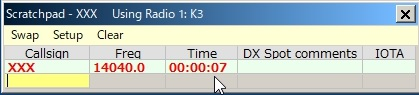 Scratchpad - XXX Using Radio 1: K3
Swap Setup Clear
Callsign Freq Time DX Spot comments IOTA
XXX 14040.0 00:00:07